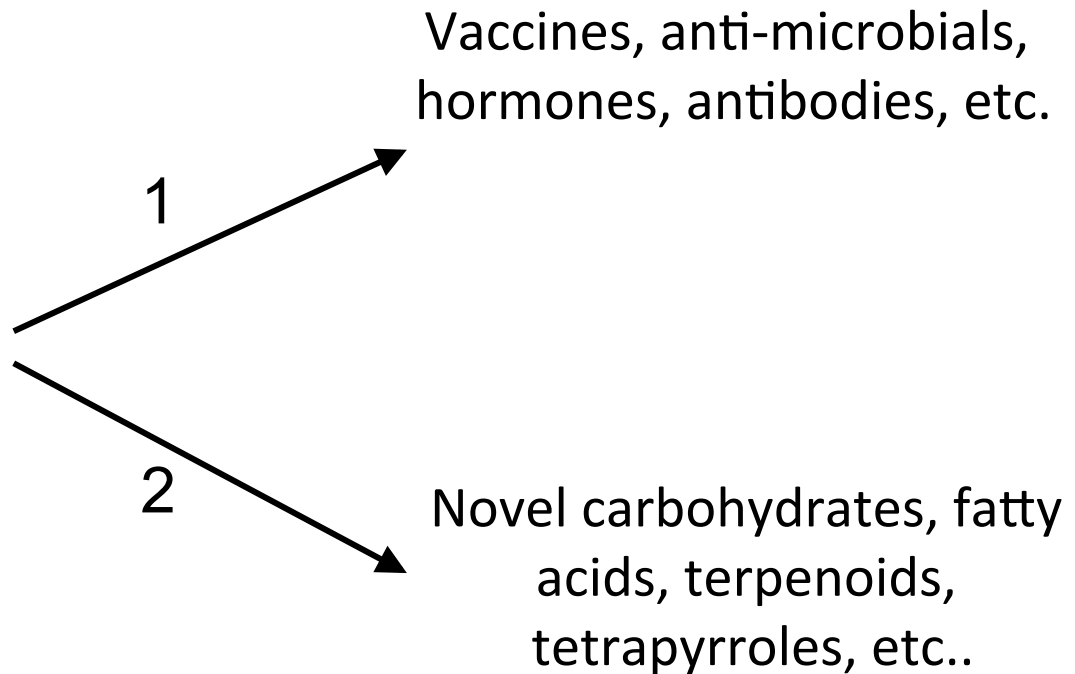 Vaccines, anti-microbials,
hormones, antibodies, etc.
1
2
Novel carbohydrates, fatty
acids, terpenoids,
tetrapyrroles, etc..